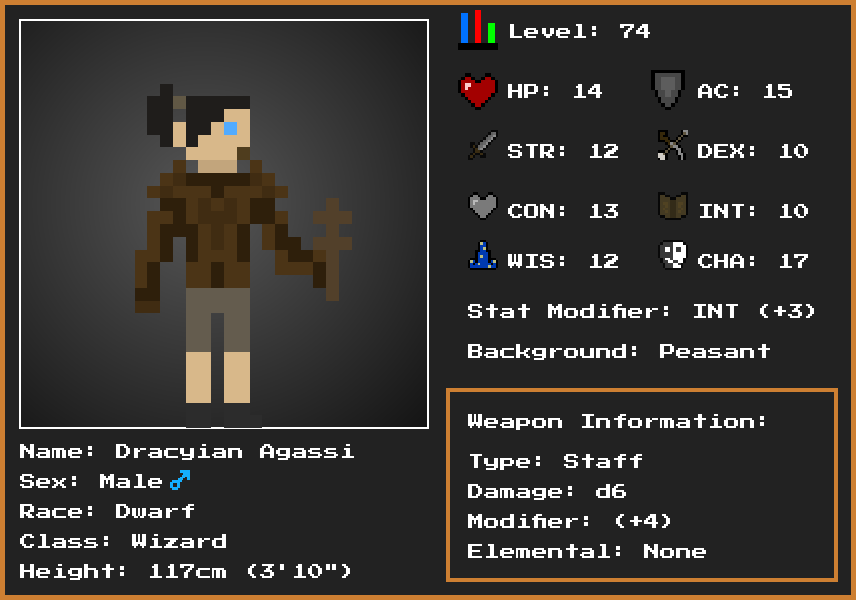 Level: 74
HP: 14
AC: 15
STR: 12
DEX: 10
CON: 13
INT: 10
WIS: 12
CHA: 17
Stat Modifier: INT (+3)
Background: Peasant
Weapon Information:
Type: Staff
Damage: d6
Modifier: (+4)
Elemental: None
Name: Dracyian Agassi
Sex: Male ♂
Race: Dwarf
Class: Wizard
Height: 117cm (3'10")